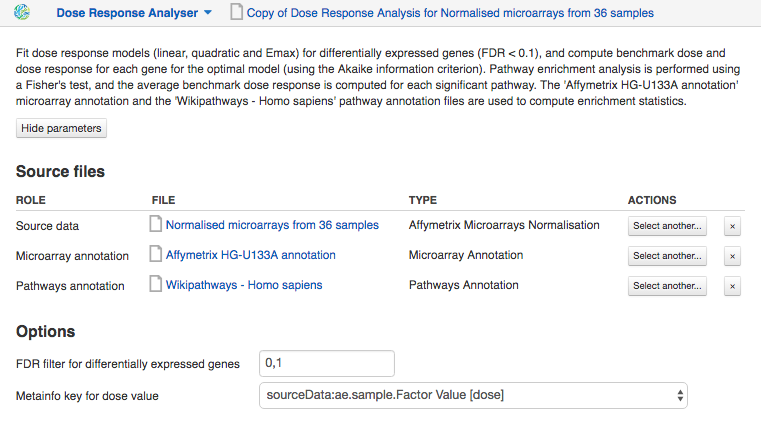 Dose Response Analyser Copy of Dose Response Analysis for Normalised microarrays from 36 samples
Fit dose response models (linear, quadratic and Emax) for differentially expressed genes (FDR < 0.1), and compute benchmark dose and
dose response for each gene for the optimal model (using the Akaike information criterion). Pathway enrichment analysis is performed using
a Fisher's test, and the average benchmark dose response is computed for each significant pathway. The 'Affymetrix HG-U133A annotation'
microarray annotation and the 'Wikipathways - Homo sapiens' pathway annotation files are used to compute enrichment statistics.
Hide parameters
Source files
ROLE FILE TYPE ACTIONS
Source data Normalised microarrays from 36 samples Affymetrix Microarrays Normalisation Select another... ×
Microarray annotation Affymetrix HG-U133A annotation Microarray Annotation Select another... ×
Pathways annotation Wikipathways - Homo sapiens Pathways Annotation Select another... ×
Options
FDR filter for differentially expressed genes 0,1
Metainfo key for dose value sourceData:ae.sample.Factor Value [dose]